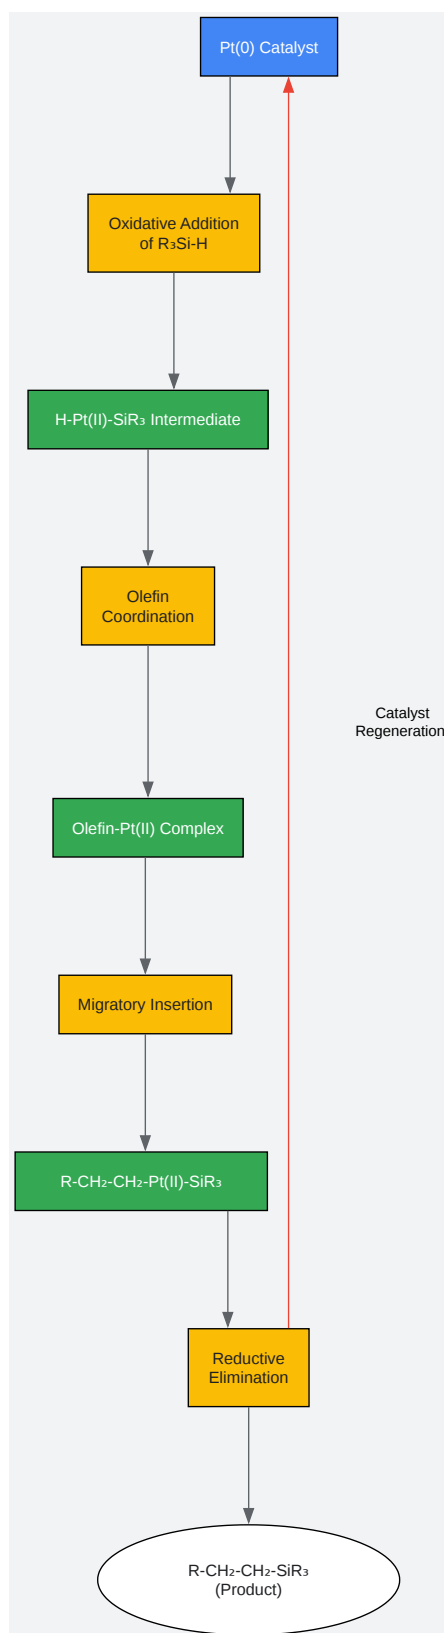 Pt(0) Catalyst
Oxidative Addition
of R₃Si-H
H-Pt(II)-SiR₃ Intermediate
Olefin
Coordination
Catalyst
Regeneration
Olefin-Pt(II) Complex
Migratory Insertion
R-CH₂-CH₂-Pt(II)-SiR₃
Reductive
Elimination
R-CH₂-CH₂-SiR₃
(Product)